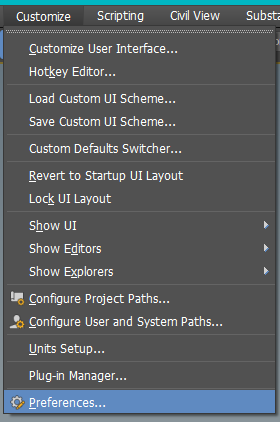 Customize Scripting Civil View Substa
Customize User Interface...
Hotkey Editor...
Load Custom UI Scheme...
Save Custom UI Scheme...
Custom Defaults Switcher...
Revert to Startup UI Layout
Lock UI Layout
Show UI
Show Editors
Show Explorers
Configure Project Paths...
Configure User and System Paths...
Units Setup...
Plug-in Manager...
Preferences...